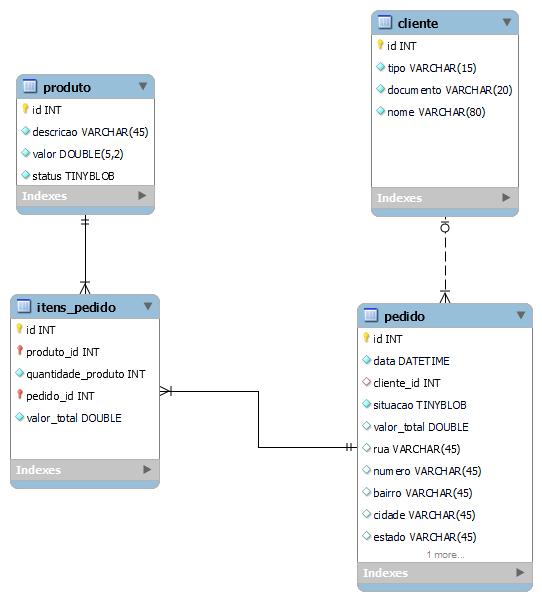 cliente
id INT
tipo VARCHAR(15)
documento VARCHAR(20)
nome VARCHAR(80)
Indexes
produto
id INT
descricao VARCHAR(45)
valor DOUBLE(5,2)
status TINYBLOB
Indexes
itens_pedido
id INT
produto_id INT
quantidade_produto INT
pedido_id INT
valor_total DOUBLE
Indexes
pedido
id INT
data DATETIME
cliente_id INT
situacao TINYBLOB
valor_total DOUBLE
rua VARCHAR(45)
numero VARCHAR(45)
bairro VARCHAR(45)
cidade VARCHAR(45)
estado VARCHAR(45)
1 more...
Indexes